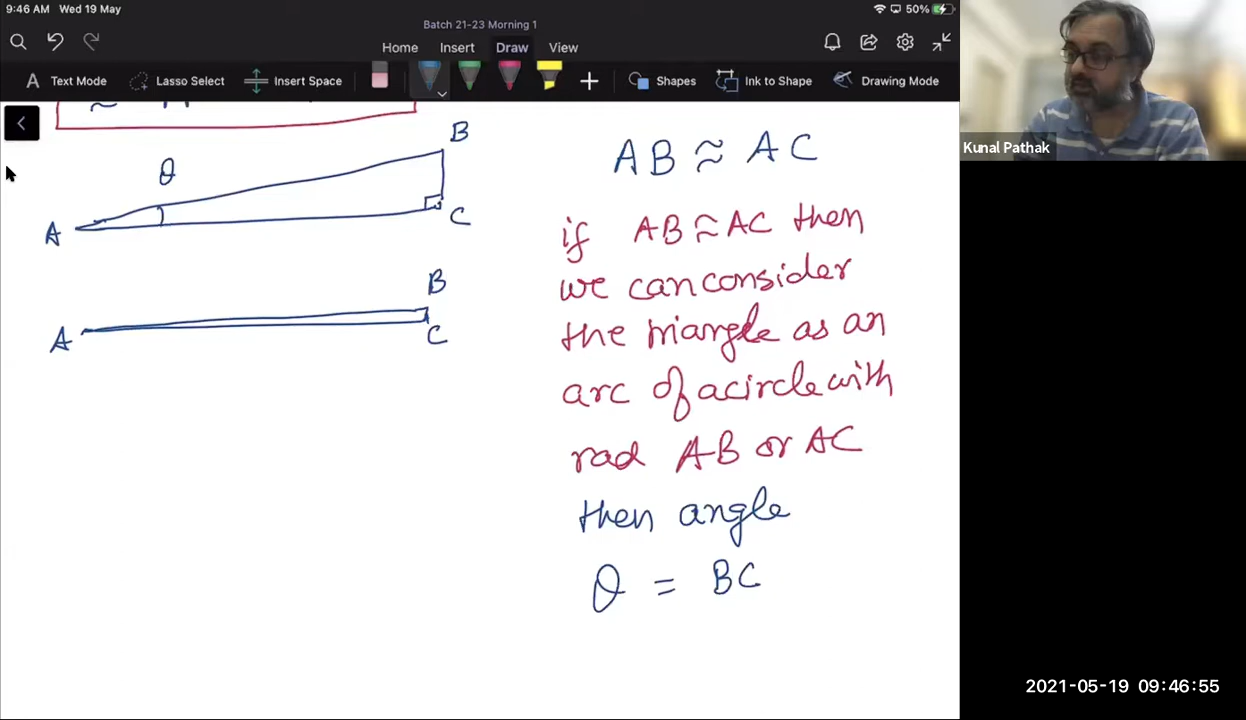 9:46 AM Wed 19 May
50%
Batch 21-23 Morning 1
Home Insert Draw View
Text Mode Lasso Select Insert Space Shapes Ink to Shape Drawing Mode
B
θ
A
C
B
A
C
AB ≈ AC
if AB ≈ AC then
we can consider
the triangle as an
arc of a circle with
rad AB or AC
then angle
θ = BC
Kunal Pathak
2021-05-19 09:46:55